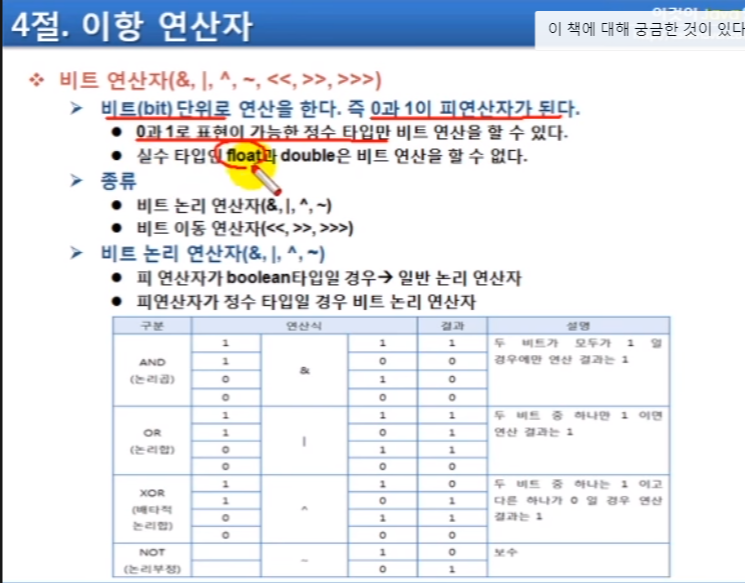 4절. 이항 연산자
이 책에 대해 궁금한 것이 있다
❖ 비트 연산자(&, |, ^, ~, <<, >>, >>>)
➢ 비트(bit) 단위로 연산을 한다. 즉 0과 1이 피연산자가 된다.
● 0과 1로 표현이 가능한 정수 타입만 비트 연산을 할 수 있다.
● 실수 타입인 float과 double은 비트 연산을 할 수 없다.
➢ 종류
● 비트 논리 연산자(&, |, ^, ~)
● 비트 이동 연산자(<<, >>, >>>)
➢ 비트 논리 연산자(&, |, ^, ~)
● 피 연산자가 boolean타입일 경우→ 일반 논리 연산자
● 피연산자가 정수 타입일 경우 비트 논리 연산자
구분 연산식 결과 설명
AND
(논리곱)
&
1 1 1
1 0 0
0 1 0
0 0 0
두 비트가 모두가 1 일
경우에만 연산 결과는 1
OR
(논리합)
|
1 1 1
1 0 1
0 1 1
0 0 0
두 비트 중 하나만 1 이면
연산 결과는 1
XOR
(배타적
논리합)
^
1 1 0
1 0 1
0 1 1
0 0 0
두 비트 중 하나는 1 이고
다른 하나가 0 일 경우 연산
결과는 1
NOT
(논리부정)
~
1 0
0 1
보수